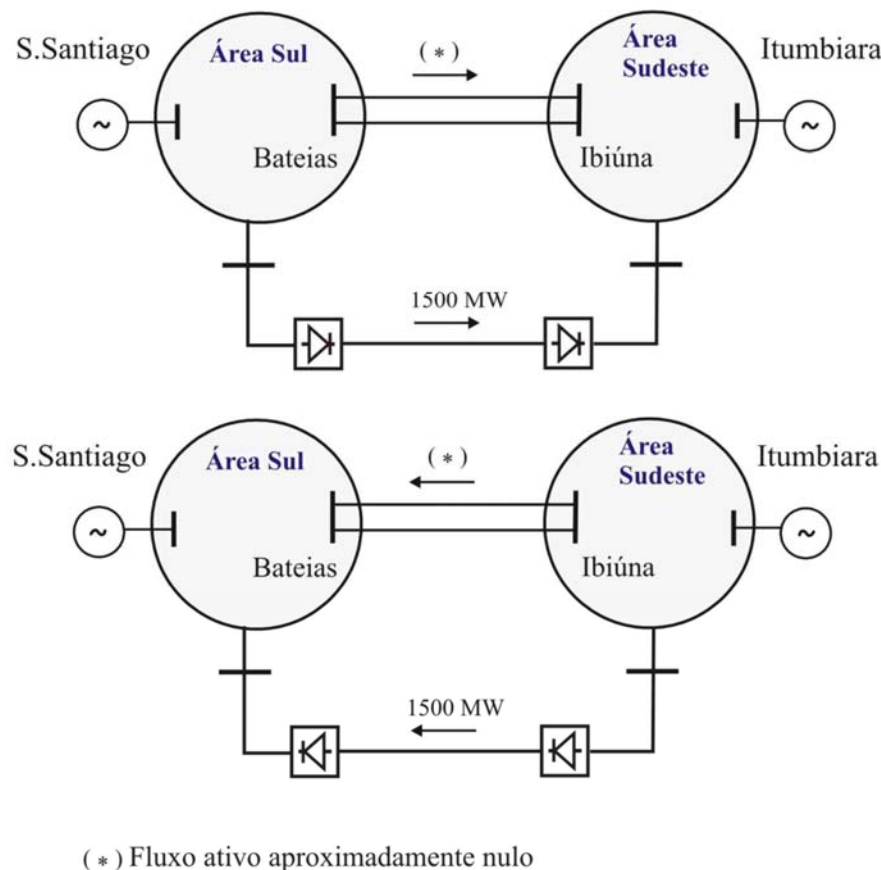 S.Santiago
Área Sul
( * )
Área
Sudeste
Itumbiara
~
~
Bateias
Ibiúna
1500 MW
S.Santiago
Área Sul
( * )
Área
Sudeste
Itumbiara
~
~
Bateias
Ibiúna
1500 MW
( * ) Fluxo ativo aproximadamente nulo